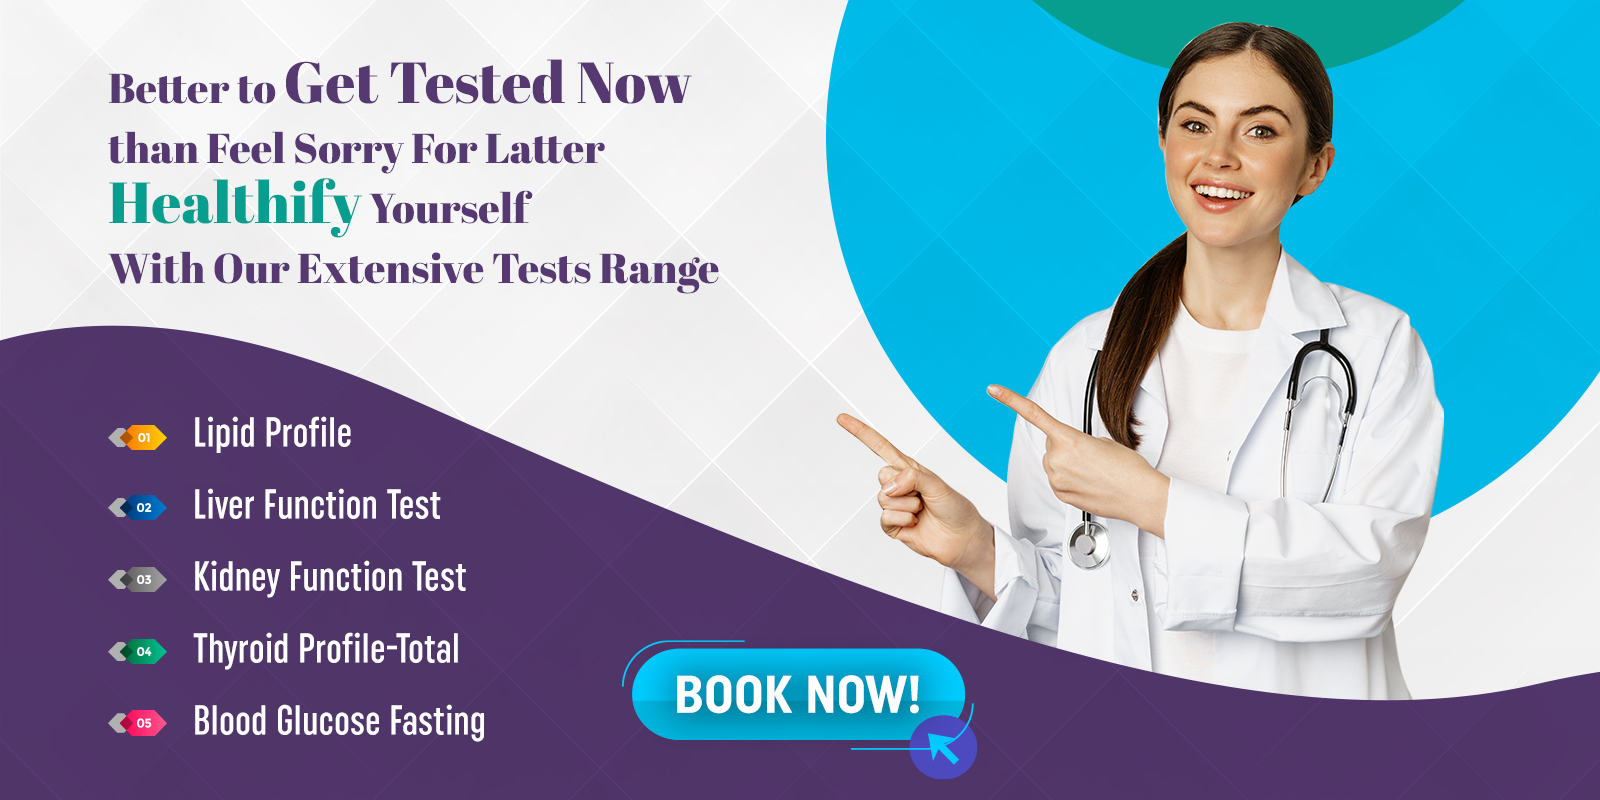 Better to Get Tested Now
than Feel Sorry For Latter
Healthify Yourself
With Our Extensive Tests Range
01 Lipid Profile
02 Liver Function Test
03 Kidney Function Test
04 Thyroid Profile-Total
05 Blood Glucose Fasting
BOOK NOW!